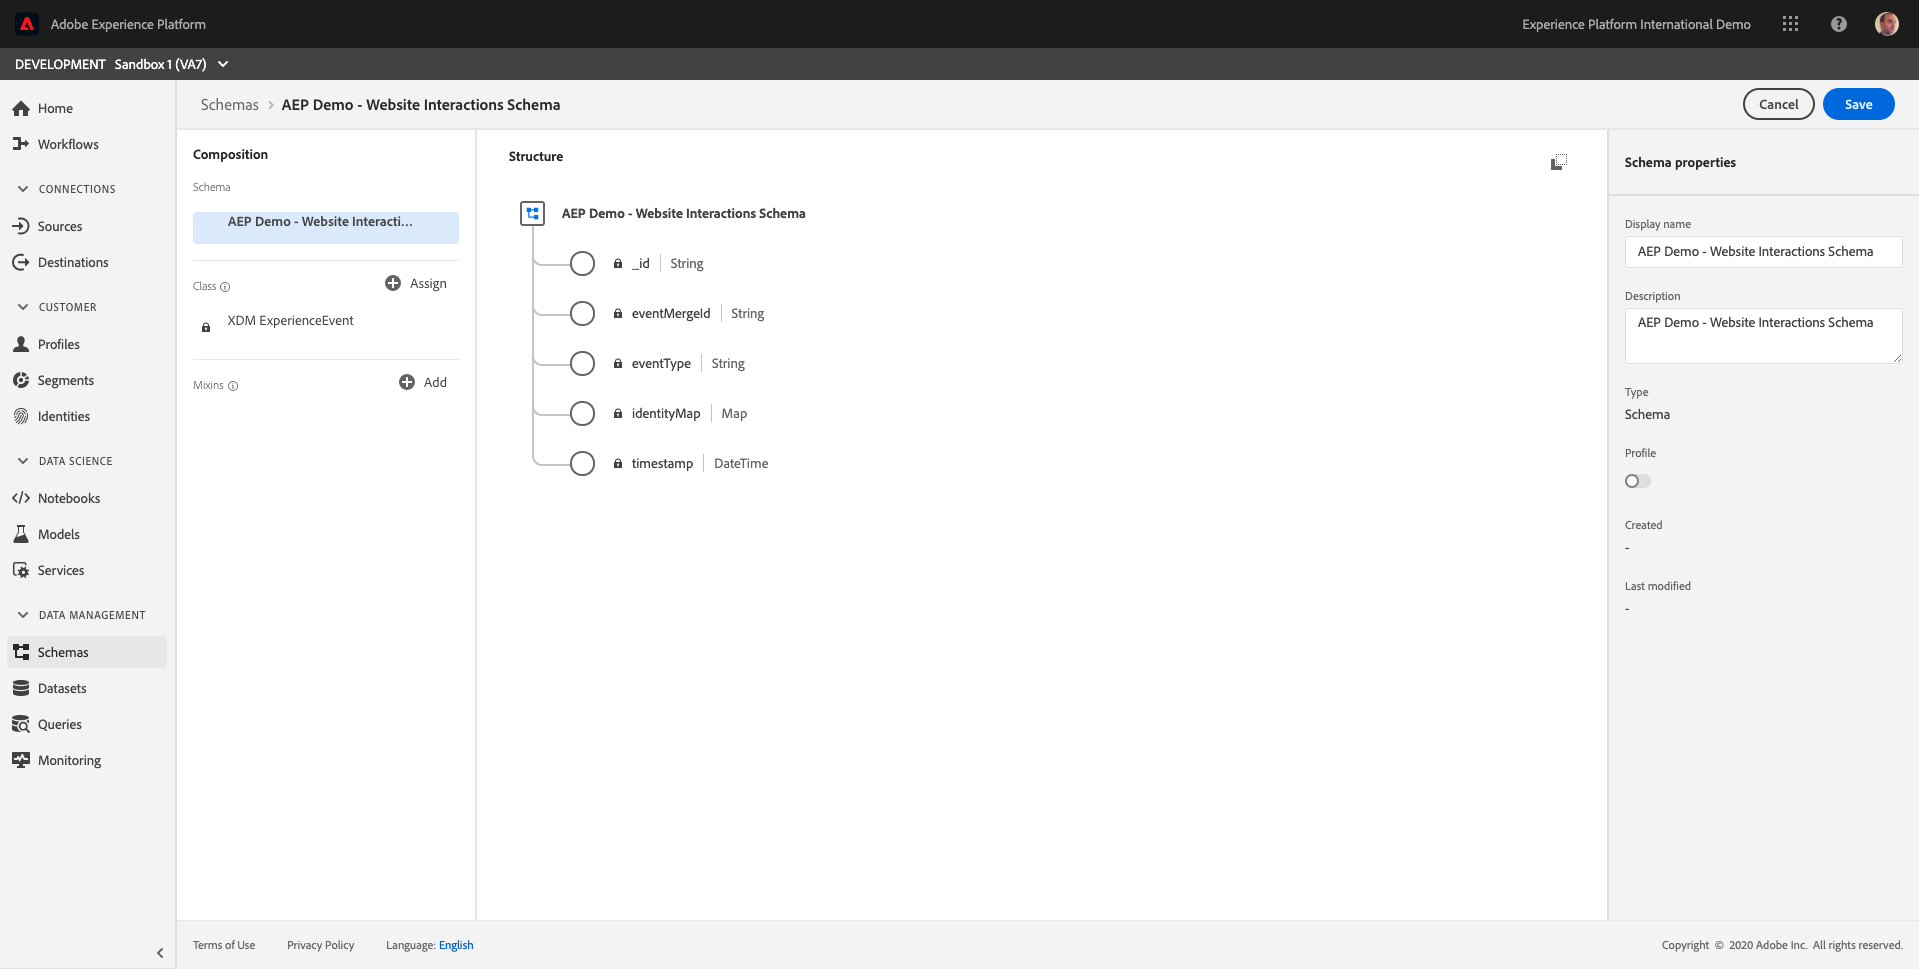 Adobe Experience Platform
Experience Platform International Demo
DEVELOPMENT Sandbox 1 (VA7)
Home
Workflows
CONNECTIONS
Sources
Destinations
CUSTOMER
Profiles
Segments
Identities
DATA SCIENCE
Notebooks
Models
Services
DATA MANAGEMENT
Schemas
Datasets
Queries
Monitoring
Schemas > AEP Demo - Website Interactions Schema
Cancel
Save
Composition
Schema
AEP Demo - Website Interacti...
Class
Assign
XDM ExperienceEvent
Mixins
Add
Structure
AEP Demo - Website Interactions Schema
_id | String
eventMergeId | String
eventType | String
identityMap | Map
timestamp | DateTime
Schema properties
Display name
AEP Demo - Website Interactions Schema
Description
AEP Demo - Website Interactions Schema
Type
Schema
Profile
Created
-
Last modified
-
Terms of Use
Privacy Policy
Language: English
Copyright © 2020 Adobe Inc. All rights reserved.